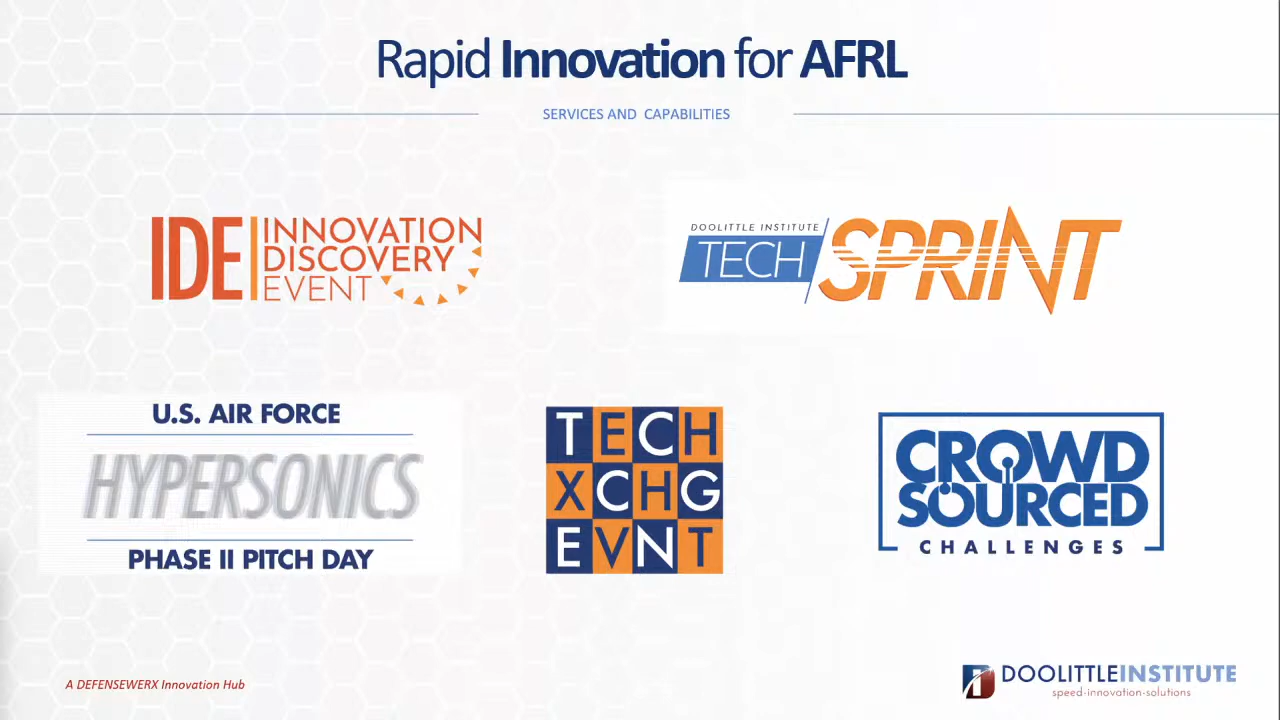 Rapid Innovation for AFRL
SERVICES AND CAPABILITIES
IDE
INNOVATION
DISCOVERY
EVENT
DOOLITTLE INSTITUTE
TECH
SPRINT
U.S. AIR FORCE
HYPERSONICS
PHASE II PITCH DAY
TECH
XCHG
EVNT
CROWD
SOURCED
CHALLENGES
A DEFENSEWERX Innovation Hub
DOOLITTLEINSTITUTE
speed-innovation-solutions